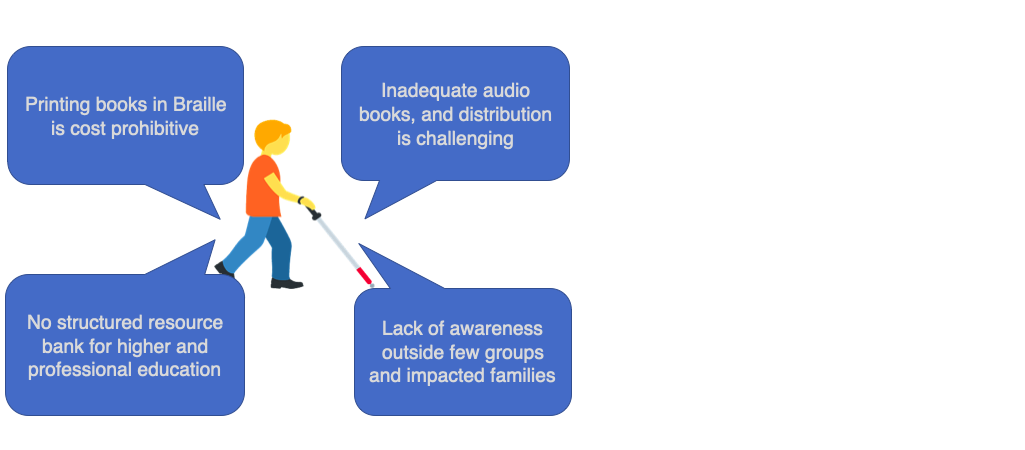 Printing books in Braille
is cost prohibitive
Inadequate audio
books, and distribution
is challenging
No structured resource
bank for higher and
professional education
Lack of awareness
outside few groups
and impacted families